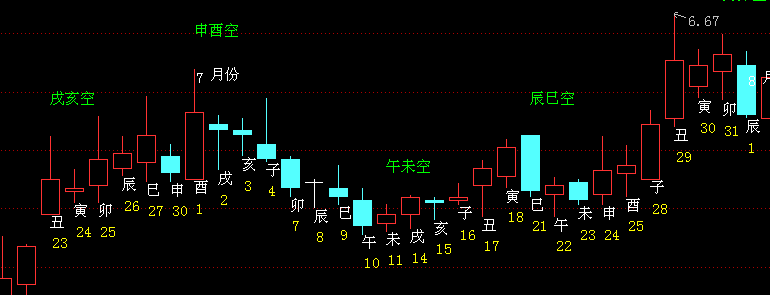 6.67
申酉空
7 月份
戌亥空
辰巳空
午未空
8
丑
23
寅
24
卯
25
辰
26
巳
27
申
30
酉
1
戌
2
亥
3
子
4
卯
7
辰
8
巳
9
午
10
未
11
戌
14
亥
15
子
16
丑
17
寅
18
巳
21
午
22
未
23
申
24
酉
25
子
28
丑
29
寅
30
卯
31
辰
1